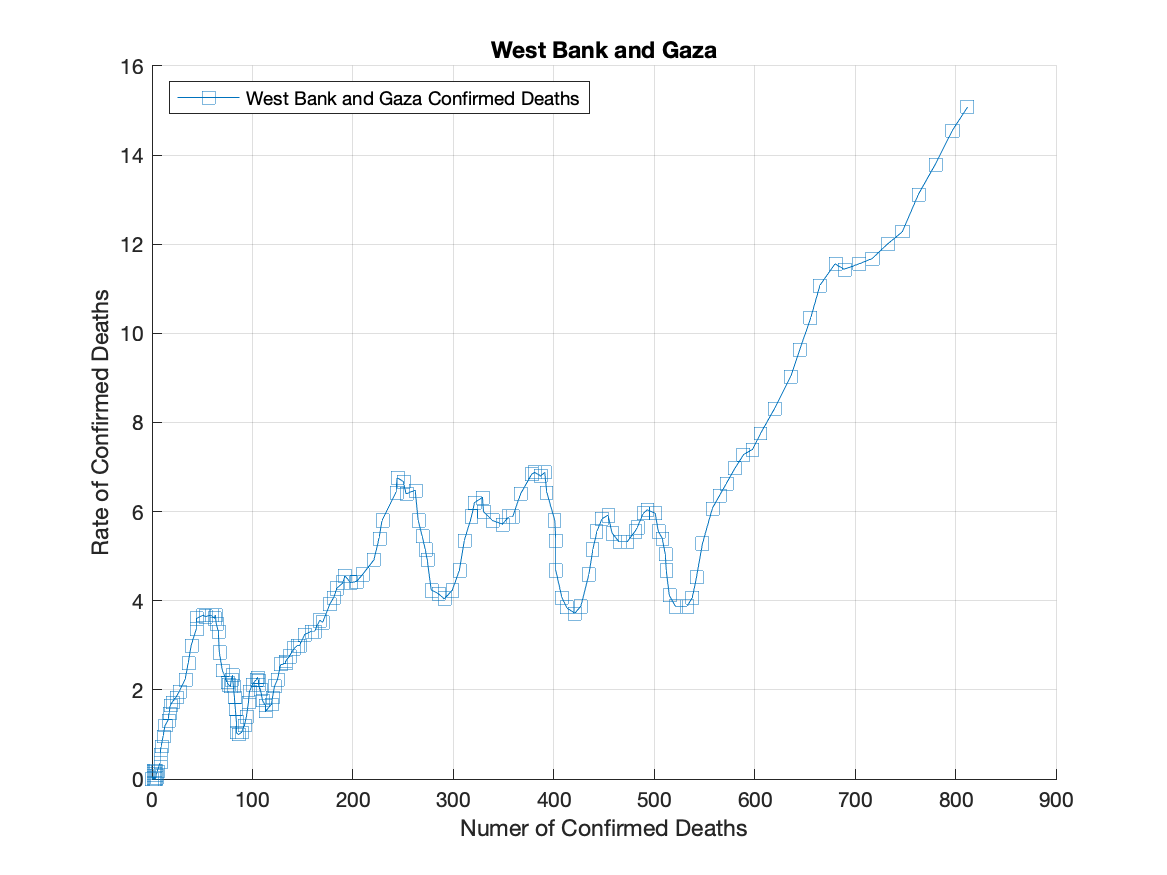 West Bank and Gaza
16
West Bank and Gaza Confirmed Deaths
14
12
10
8
6
4
2
0
Rate of Confirmed Deaths
0 100 200 300 400 500 600 700 800 900
Numer of Confirmed Deaths